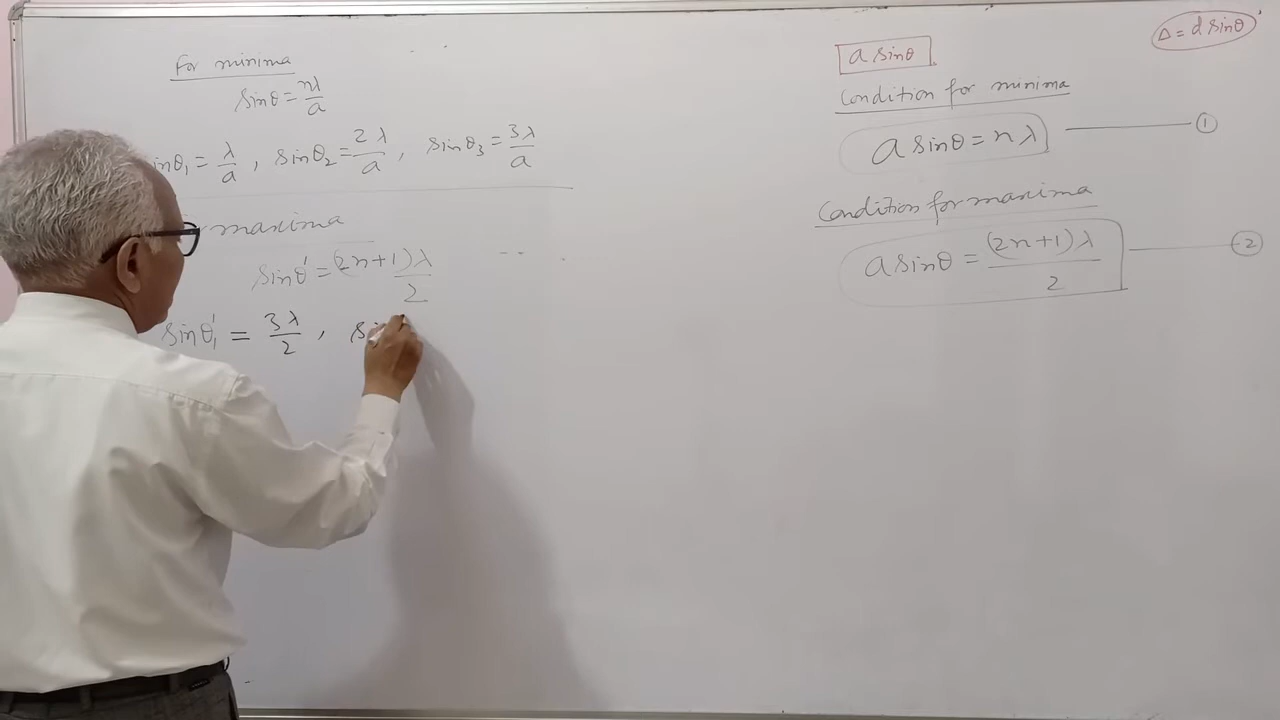 For minima
sinθ = nλ/a
inθ₁ = λ/a , sinθ₂ = 2λ/a , sinθ₃ = 3λ/a
maxima
sinθ' = (2n+1)λ/2
sinθ'₁ = 3λ/2 , s
Δ = d sinθ
a sinθ
Condition for minima
a sinθ = nλ ——— ①
Condition for maxima
a sinθ = (2n+1)λ/2 ——— ②